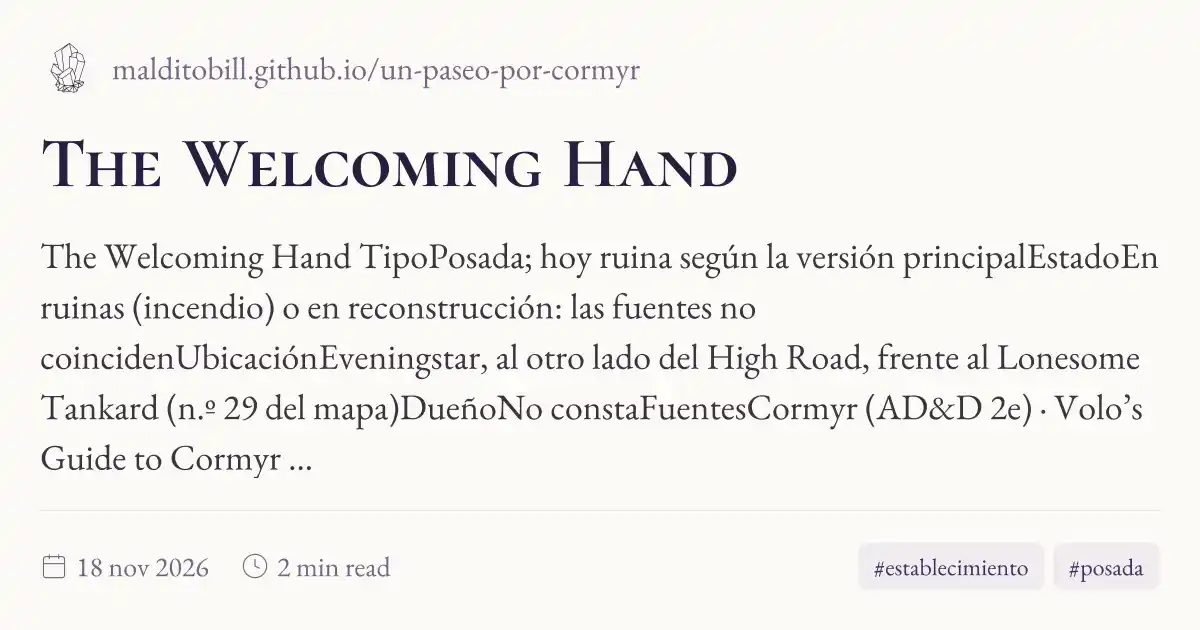 malditobill.github.io/un-paseo-por-cormyr
The Welcoming Hand
The Welcoming Hand TipoPosada; hoy ruina según la versión principalEstadoEn
ruinas (incendio) o en reconstrucción: las fuentes no
coincidenUbicaciónEveningstar, al otro lado del High Road, frente al Lonesome
Tankard (n.º 29 del mapa)DueñoNo constaFuentesCormyr (AD&D 2e) · Volo’s
Guide to Cormyr ...
18 nov 2026 2 min read #establecimiento #posada